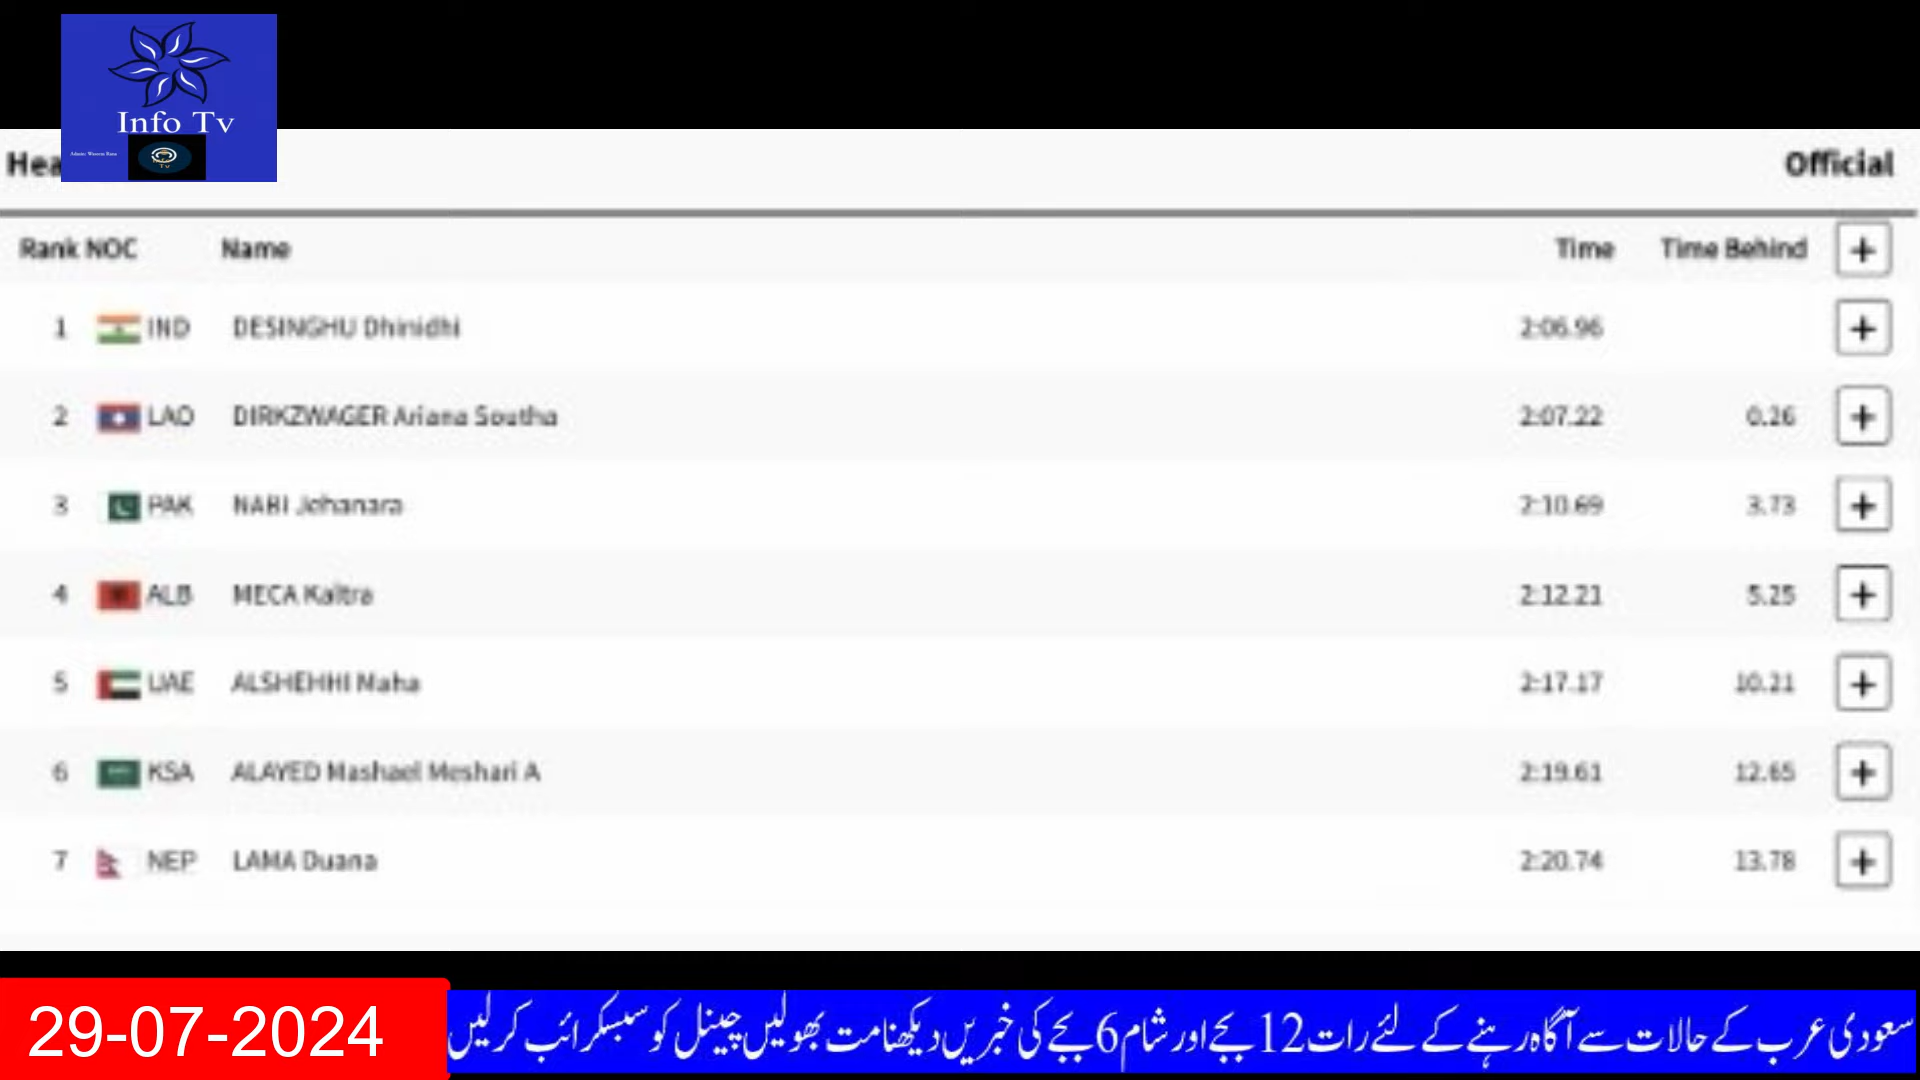 Info Tv
Hea
Official
Rank NOC Name Time Time Behind +
1 IND DESINGHU Dhinidhi 2:06.96 +
2 LAO DIRKZWAGER Ariana Southa 2:07.22 0.26 +
3 PAK NABI Jehanara 2:10.69 3.73 +
4 ALB MECA Kaltra 2:12.21 5.25 +
5 UAE ALSHEHHI Maha 2:17.17 10.21 +
6 KSA ALAYED Mashael Meshari A 2:19.61 12.65 +
7 NEP LAMA Duana 2:20.74 13.78 +
29-07-2024
سعودی عرب کے حالات سے آگاہ رہنے کے لئے رات 12 بجے اور شام 6 بجے کی خبریں دیکھنا مت بھولیں چینل کو سبسکرائب کر لیں